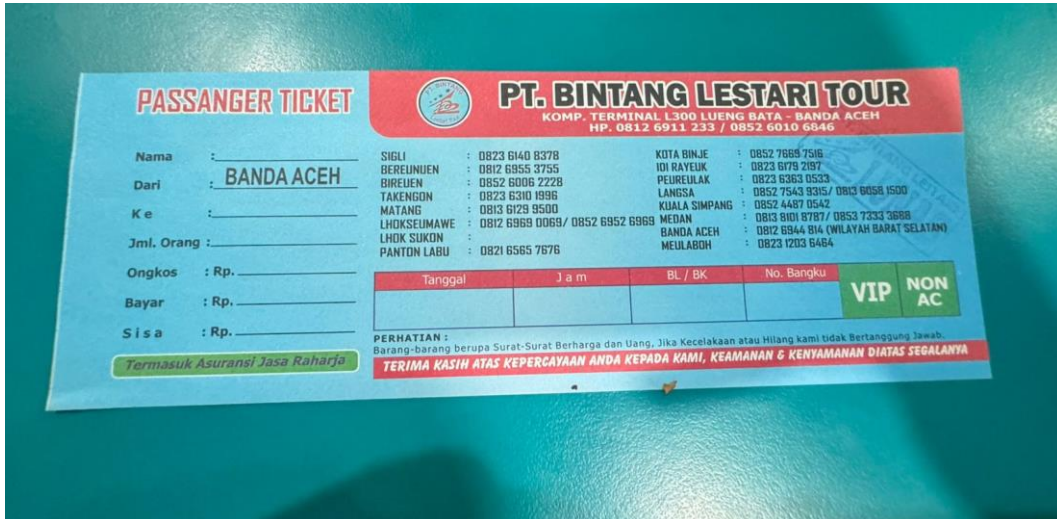 PASSANGER TICKET
Nama :
Dari : BANDA ACEH
Ke :
Jml. Orang :
Ongkos : Rp.
Bayar : Rp.
Sisa : Rp.
Termasuk Asuransi Jasa Raharja
PT. BINTANG LESTARI TOUR
KOMP. TERMINAL L300 LUENG BATA - BANDA ACEH
HP. 0812 6911 233 / 0852 6010 6846
SIGLI : 0823 6140 8378
BEREUNUEN : 0812 6955 3755
BIREUEN : 0852 6006 2228
TAKENGON : 0823 6310 1996
MATANG : 0813 6129 9500
LHOKSEUMAWE : 0812 6969 0069/ 0852 6952 6969
LHOK SUKON :
PANTON LABU : 0821 6565 7676
KOTA BINJE : 0852 7669 7516
IDI RAYEUK : 0823 6179 2197
PEUREULAK : 0823 6363 0533
LANGSA : 0852 7543 9315/ 0813 6058 1500
KUALA SIMPANG : 0852 4487 0542
MEDAN : 0813 8101 8787/ 0853 7333 3688
BANDA ACEH : 0812 6944 814 (WILAYAH BARAT SELATAN)
MEULABOH : 0823 1203 6464
Tanggal Jam BL / BK No. Bangku
VIP NON AC
PERHATIAN :
Barang-barang berupa Surat-Surat Berharga dan Uang, Jika Kecelakaan atau Hilang kami tidak Bertanggung Jawab.
TERIMA KASIH ATAS KEPERCAYAAN ANDA KEPADA KAMI, KEAMANAN & KENYAMANAN DIATAS SEGALANYA